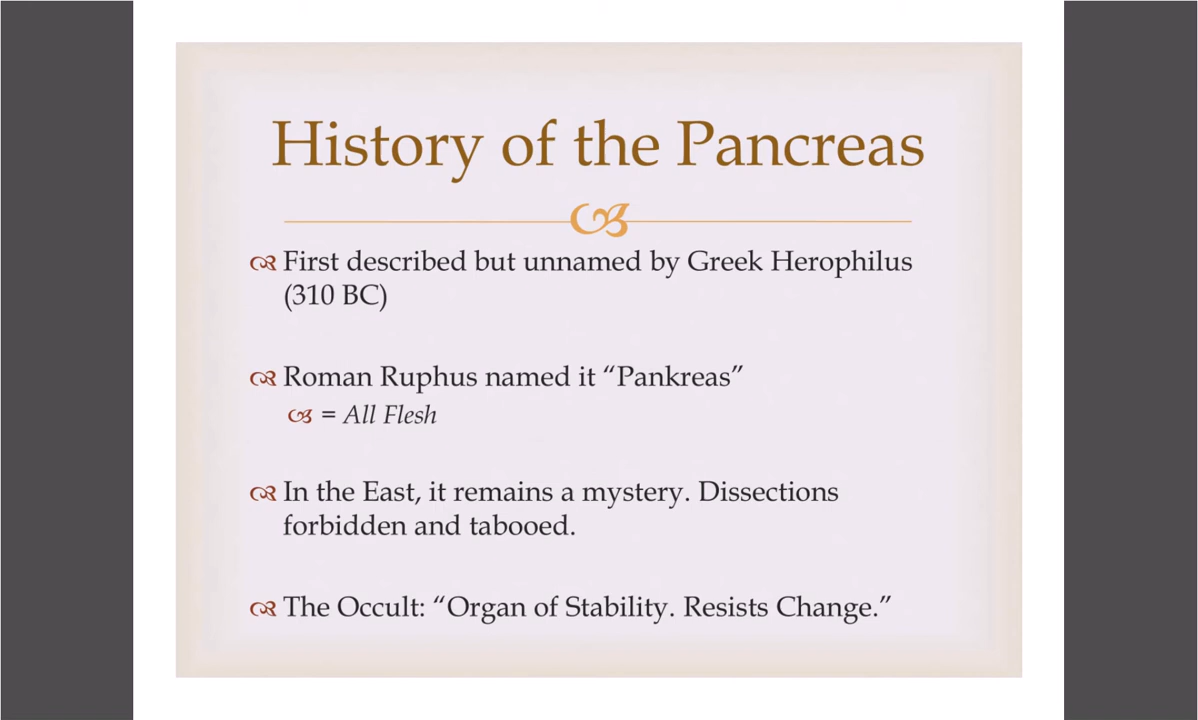 History of the Pancreas
First described but unnamed by Greek Herophilus
(310 BC)
Roman Ruphus named it “Pankreas”
= All Flesh
In the East, it remains a mystery. Dissections
forbidden and tabooed.
The Occult: “Organ of Stability. Resists Change.”